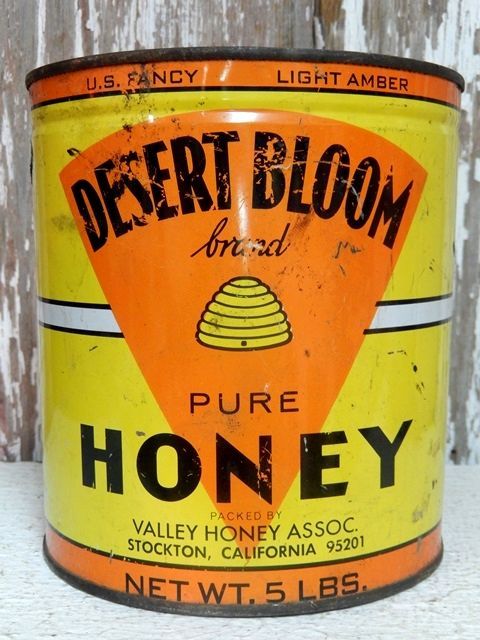 U.S. FANCY LIGHT AMBER
DESERT BLOOM
brand
PURE
HONEY
PACKED BY
VALLEY HONEY ASSOC.
STOCKTON, CALIFORNIA 95201
NET WT. 5 LBS.